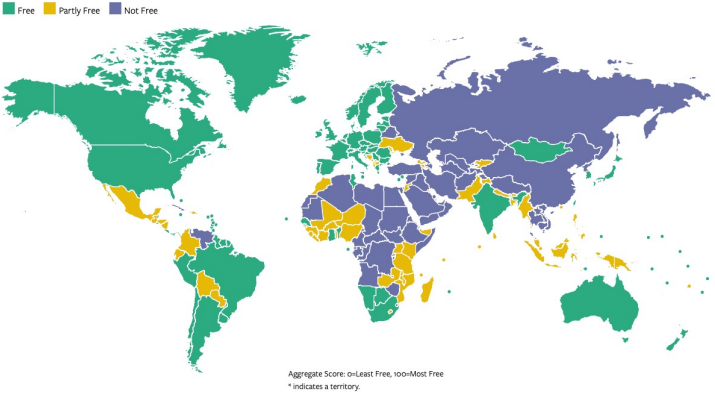 Free Partly Free Not Free
Aggregate Score: 0=Least Free, 100=Most Free
* indicates a territory.